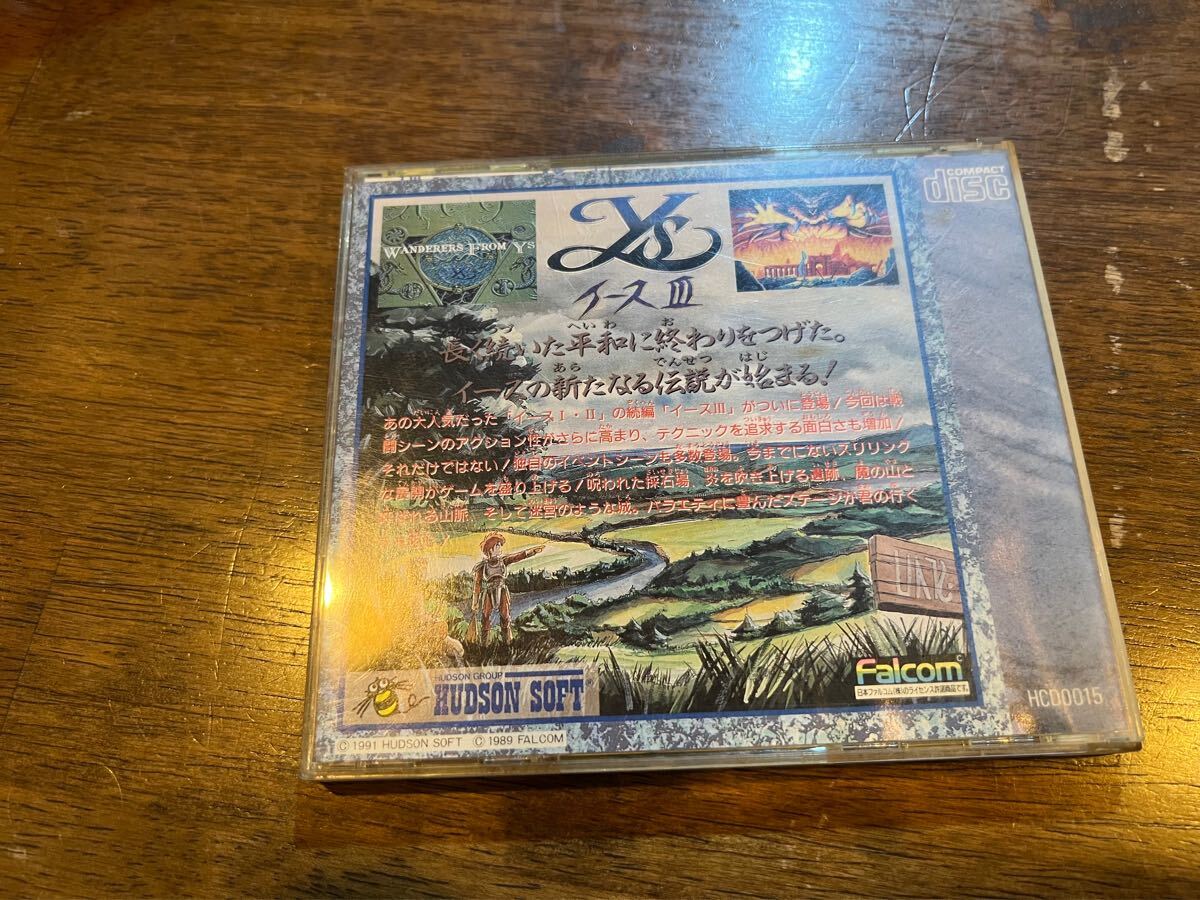 COMPACT
disc
WANDERERS FROM YS
Ys
イースⅢ
長く続いた平和に終わりをつげた。
イースの新たなる伝説が始まる!
あの大人気だった「イースⅠ・Ⅱ」の続編「イースⅢ」がついに登場!今回は戦
闘シーンのアクション性がさらに高まり、テクニックを追求する面白さも増加!
それだけではない!独自のイベントシーンも多数登場。今までにないスリリング
な展開がゲームを盛り上げる!呪われた採石場、炎を吹き上げる遺跡、魔の山と
れる山脈、そして迷宮のような城。バラエティに富んだステージが君の行く
HUDSON GROUP
HUDSON SOFT
Falcom
日本ファルコム(株)のライセンス許諾商品です。
HCD0015
©1991 HUDSON SOFT ©1989 FALCOM